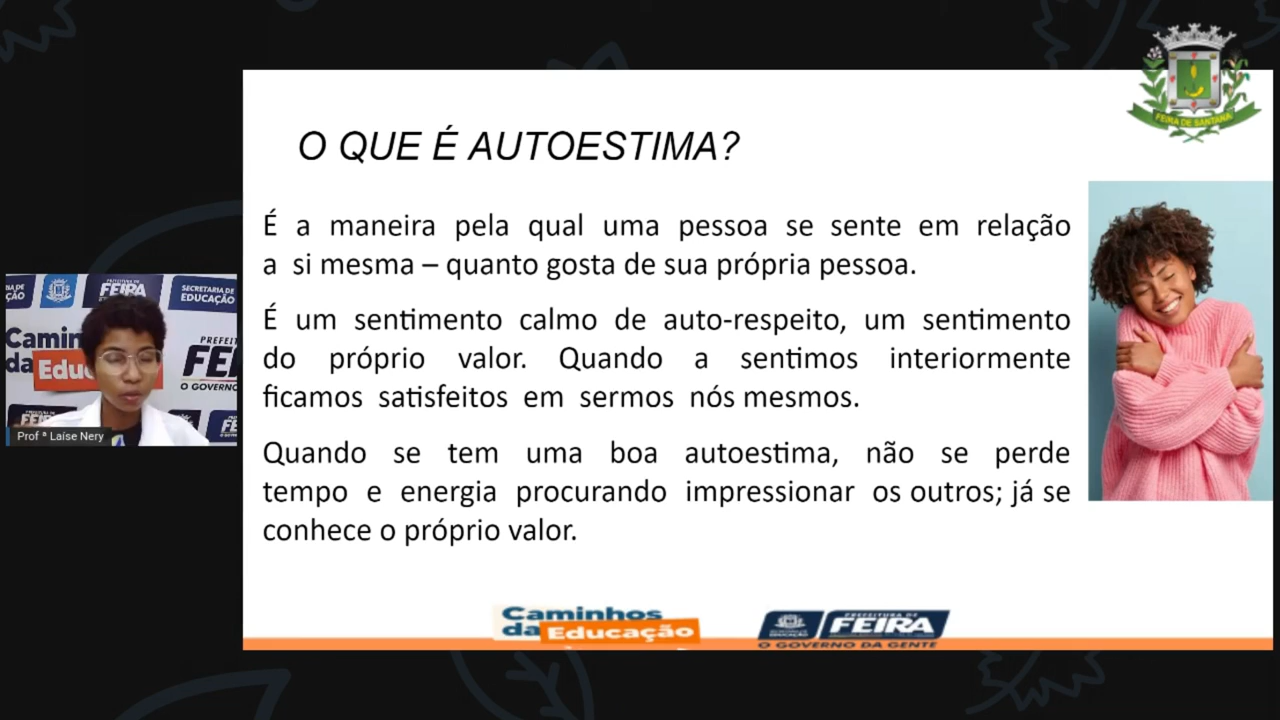 FEIRA DE SANTANA
O QUE É AUTOESTIMA?
É a maneira pela qual uma pessoa se sente em relação
a si mesma – quanto gosta de sua própria pessoa.
É um sentimento calmo de auto-respeito, um sentimento
do próprio valor. Quando a sentimos interiormente
ficamos satisfeitos em sermos nós mesmos.
Quando se tem uma boa autoestima, não se perde
tempo e energia procurando impressionar os outros; já se
conhece o próprio valor.
FEIRA
SECRETARIA DE
EDUCAÇÃO
Camin
da Edu
PREFEIT
FE
O GOVERNO
Prof ª Laíse Nery
Caminhos
da Educação
PREFEITURA DE
FEIRA
O GOVERNO DA GENTE